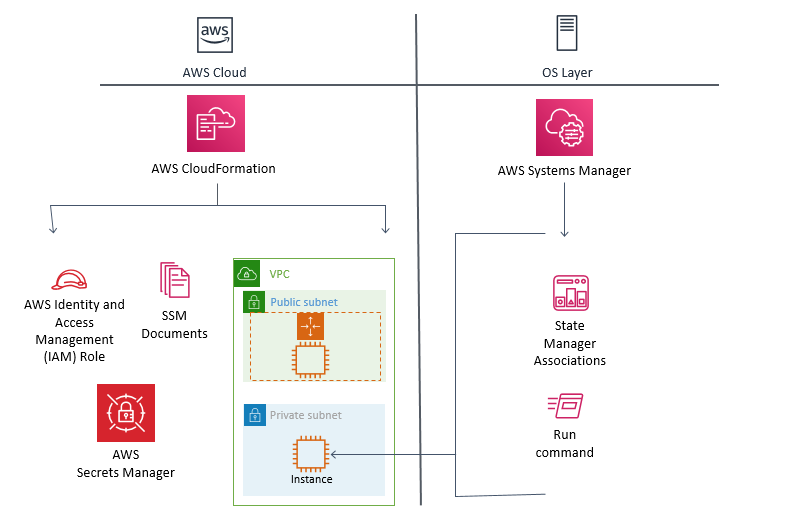 aws
AWS Cloud
OS Layer
AWS CloudFormation
AWS Systems Manager
AWS Identity and
Access
Management
(IAM) Role
SSM
Documents
AWS
Secrets Manager
VPC
Public subnet
Private subnet
Instance
State
Manager
Associations
Run
command